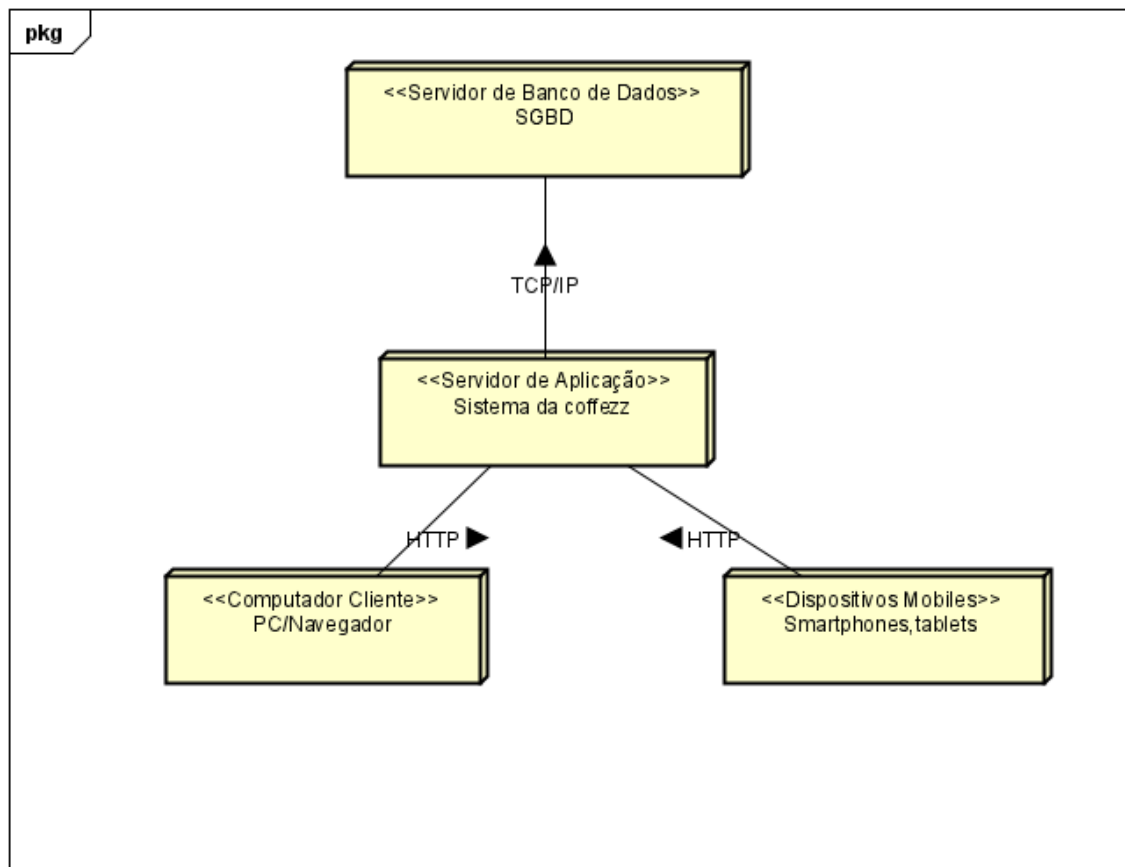 pkg
<<Servidor de Banco de Dados>>
SGBD
TCP/IP
<<Servidor de Aplicação>>
Sistema da coffezz
HTTP
HTTP
<<Computador Cliente>>
PC/Navegador
<<Dispositivos Mobiles>>
Smartphones,tablets